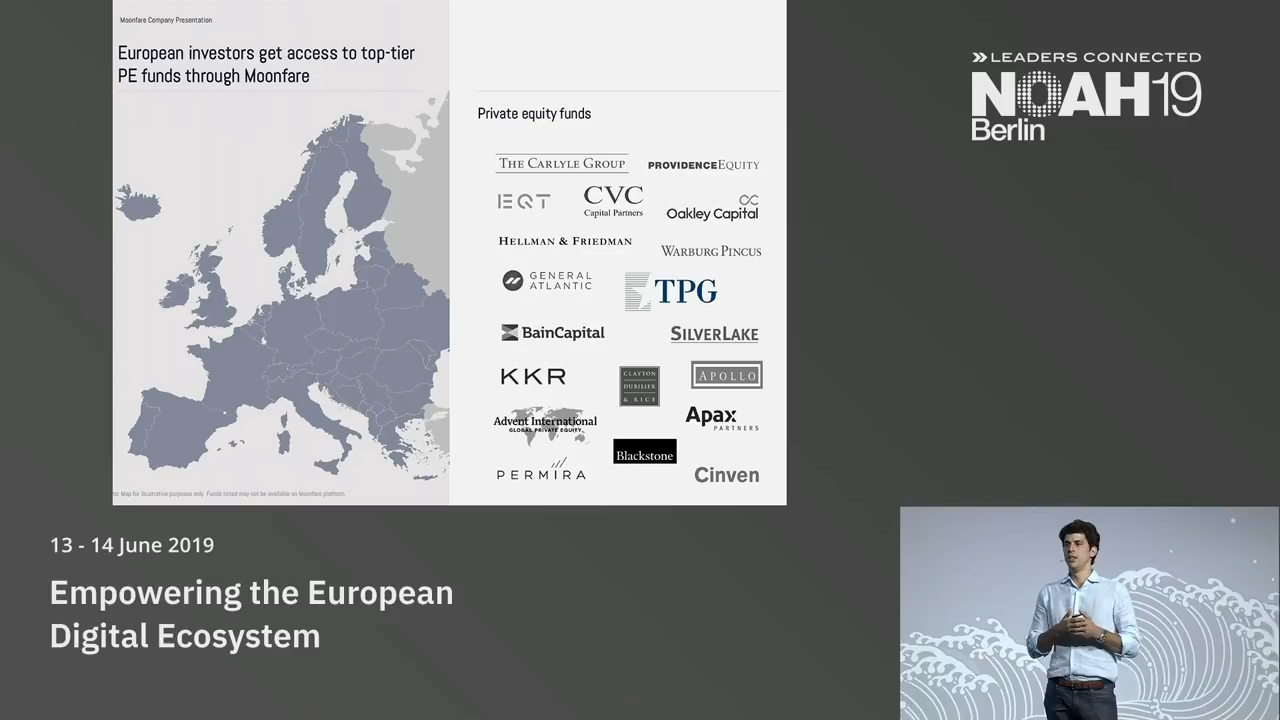 Moonfare Company Presentation
European investors get access to top-tier
PE funds through Moonfare
Private equity funds
THE CARLYLE GROUP
PROVIDENCEEQUITY
EQT
CVC
Capital Partners
Oakley Capital
HELLMAN & FRIEDMAN
WARBURG PINCUS
GENERAL
ATLANTIC
TPG
BainCapital
SILVERLAKE
KKR
CLAYTON
DUBILIER
& RICE
APOLLO
Advent International
GLOBAL PRIVATE EQUITY
Apax
PARTNERS
Blackstone
PERMIRA
Cinven
Map for illustrative purposes only Funds listed may not be available on Moonfare platform.
LEADERS CONNECTED
NOAH19
Berlin
13 - 14 June 2019
Empowering the European
Digital Ecosystem